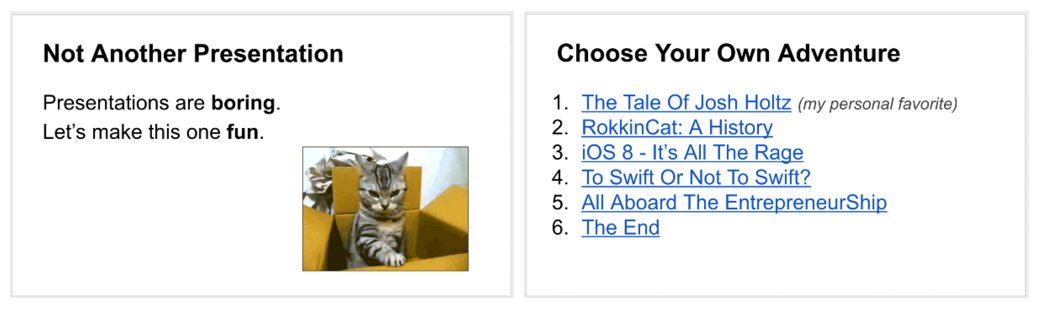 Not Another Presentation
Presentations are boring.
Let's make this one fun.
Choose Your Own Adventure
1. The Tale Of Josh Holtz (my personal favorite)
2. RokkinCat: A History
3. iOS 8 - It's All The Rage
4. To Swift Or Not To Swift?
5. All Aboard The EntrepreneurShip
6. The End